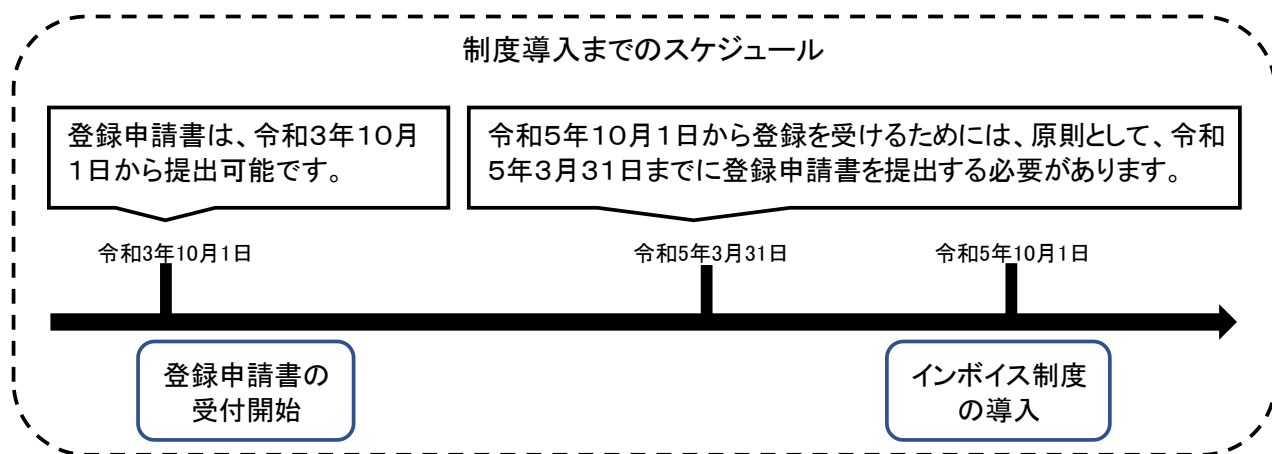 制度導入までのスケジュール
登録申請書は、令和３年１０月
１日から提出可能です。
令和５年１０月１日から登録を受けるためには、原則として、令和
５年３月３１日までに登録申請書を提出する必要があります。
令和3年10月1日
令和5年3月31日
令和5年10月1日
登録申請書の
受付開始
インボイス制度
の導入